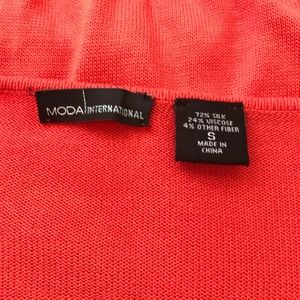 MODA INTERNATIONAL
72% SILK
24% VISCOSE
4% OTHER FIBER
S
MADE IN
CHINA